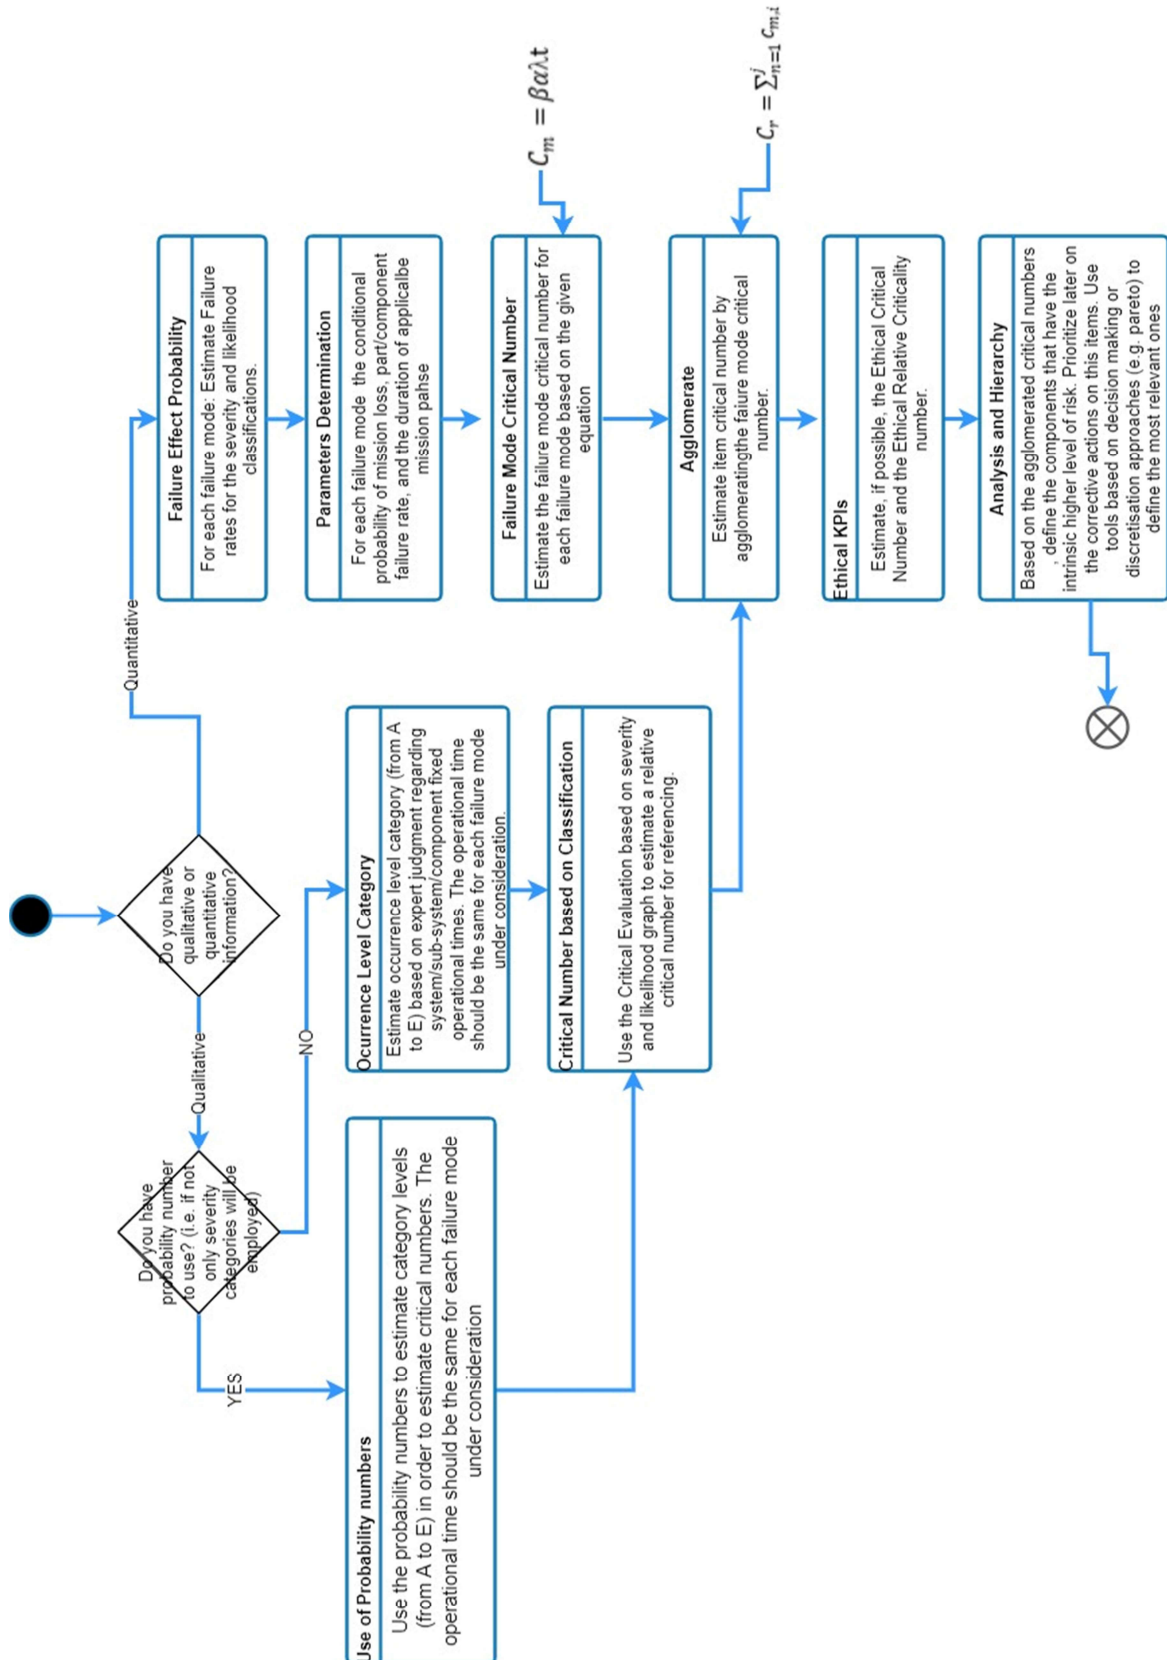 Do you have
qualitative or
quantitative
information?
Qualitative
Quantitative
Do you have
probability number
to use? (i.e. if not
only severity
categories will be
employed)
YES
NO
Use of Probability numbers
Use the probability numbers to estimate category levels
(from A to E) in order to estimate critical numbers. The
operational time should be the same for each failure mode
under consideration
Ocurrence Level Category
Estimate occurrence level category (from A
to E) based on expert judgment regarding
system/sub-system/component fixed
operational times. The operational time
should be the same for each failure mode
under consideration.
Critical Number based on Classification
Use the Critical Evaluation based on severity
and likelihood graph to estimate a relative
critical number for referencing.
Failure Effect Probability
For each failure mode: Estimate Failure
rates for the severity and likelihood
classifications.
Parameters Determination
For each failure mode the conditional
probability of mission loss, part/component
failure rate, and the duration of applicalbe
mission pahse
Failure Mode Critical Number
Estimate the failure mode critical number for
each failure mode based on the given
equation
C_m = βαλt
Agglomerate
Estimate item critical number by
agglomeratingthe faiure mode critical
number.
C_r = Σ_{n=1}^{j} c_{m,i}
Ethical KPIs
Estimate, if possible, the Ethical Critical
Number and the Ethical Relative Criticality
number.
Analysis and Hierarchy
Based on the agglomerated critical numbers
, define the components that have the
intrinsic higher level of risk. Prioritize later on
the corrective actions on this items. Use
tools based on decision making or
discretisation approaches (e.g. pareto) to
define the most relevant ones